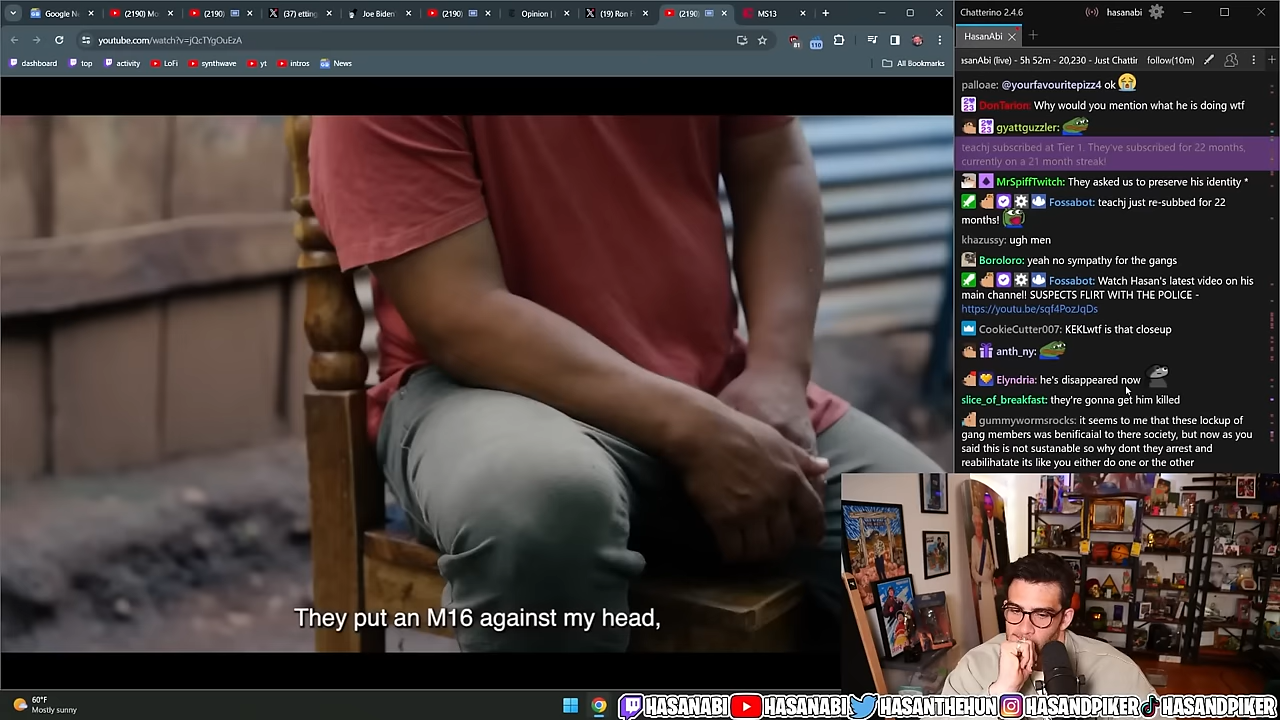 Google N
(2190) Mo
(2190)
(37) etting
Joe Biden'
(2190)
Opinion |
(19) Ron
(2190)
MS13
youtube.com/watch?v=jQcTYgOuEzA
81
110
dashboard
top
activity
LoFi
synthwave
yt
intros
News
All Bookmarks
They put an M16 against my head,
60°F
Mostly sunny
Chatterino 2.4.6
hasanabi
HasanAbi
asanAbi (live) - 5h 52m - 20,230 - Just Chattir
follow(10m)
palloae: @yourfavouritepizz4 ok
DonTarion: Why would you mention what he is doing wtf
gyattguzzler:
teachj subscribed at Tier 1. They've subscribed for 22 months,
currently on a 21 month streak!
MrSpiffTwitch: They asked us to preserve his identity *
Fossabot: teachj just re-subbed for 22
months!
khazussy: ugh men
Boroloro: yeah no sympathy for the gangs
Fossabot: Watch Hasan's latest video on his
main channel! SUSPECTS FLIRT WITH THE POLICE -
https://youtu.be/sqf4PozJqDs
CookieCutter007: KEKLwtf is that closeup
anth_ny:
Elyndria: he's disappeared now
slice_of_breakfast: they're gonna get him killed
gummywormsrocks: it seems to me that these lockup of
gang members was benificaial to there society, but now as you
said this is not sustanable so why dont they arrest and
reabilihatate its like you either do one or the other
HASANABI
HASANABI
HASANTHEHUN
HASANDPIKER
HASANDPIKER